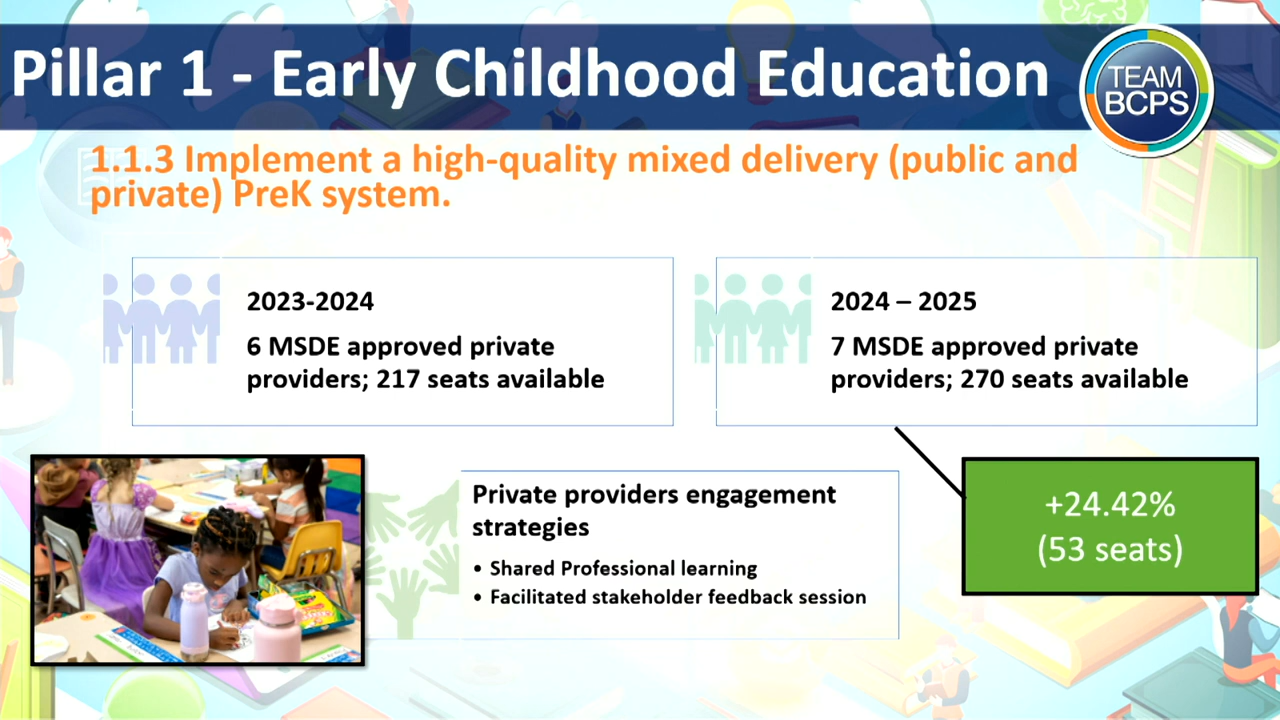 Pillar 1 - Early Childhood Education
TEAM
BCPS
1.1.3 Implement a high-quality mixed delivery (public and
private) PreK system.
2023-2024
6 MSDE approved private
providers; 217 seats available
2024 – 2025
7 MSDE approved private
providers; 270 seats available
+24.42%
(53 seats)
Private providers engagement
strategies
• Shared Professional learning
• Facilitated stakeholder feedback session